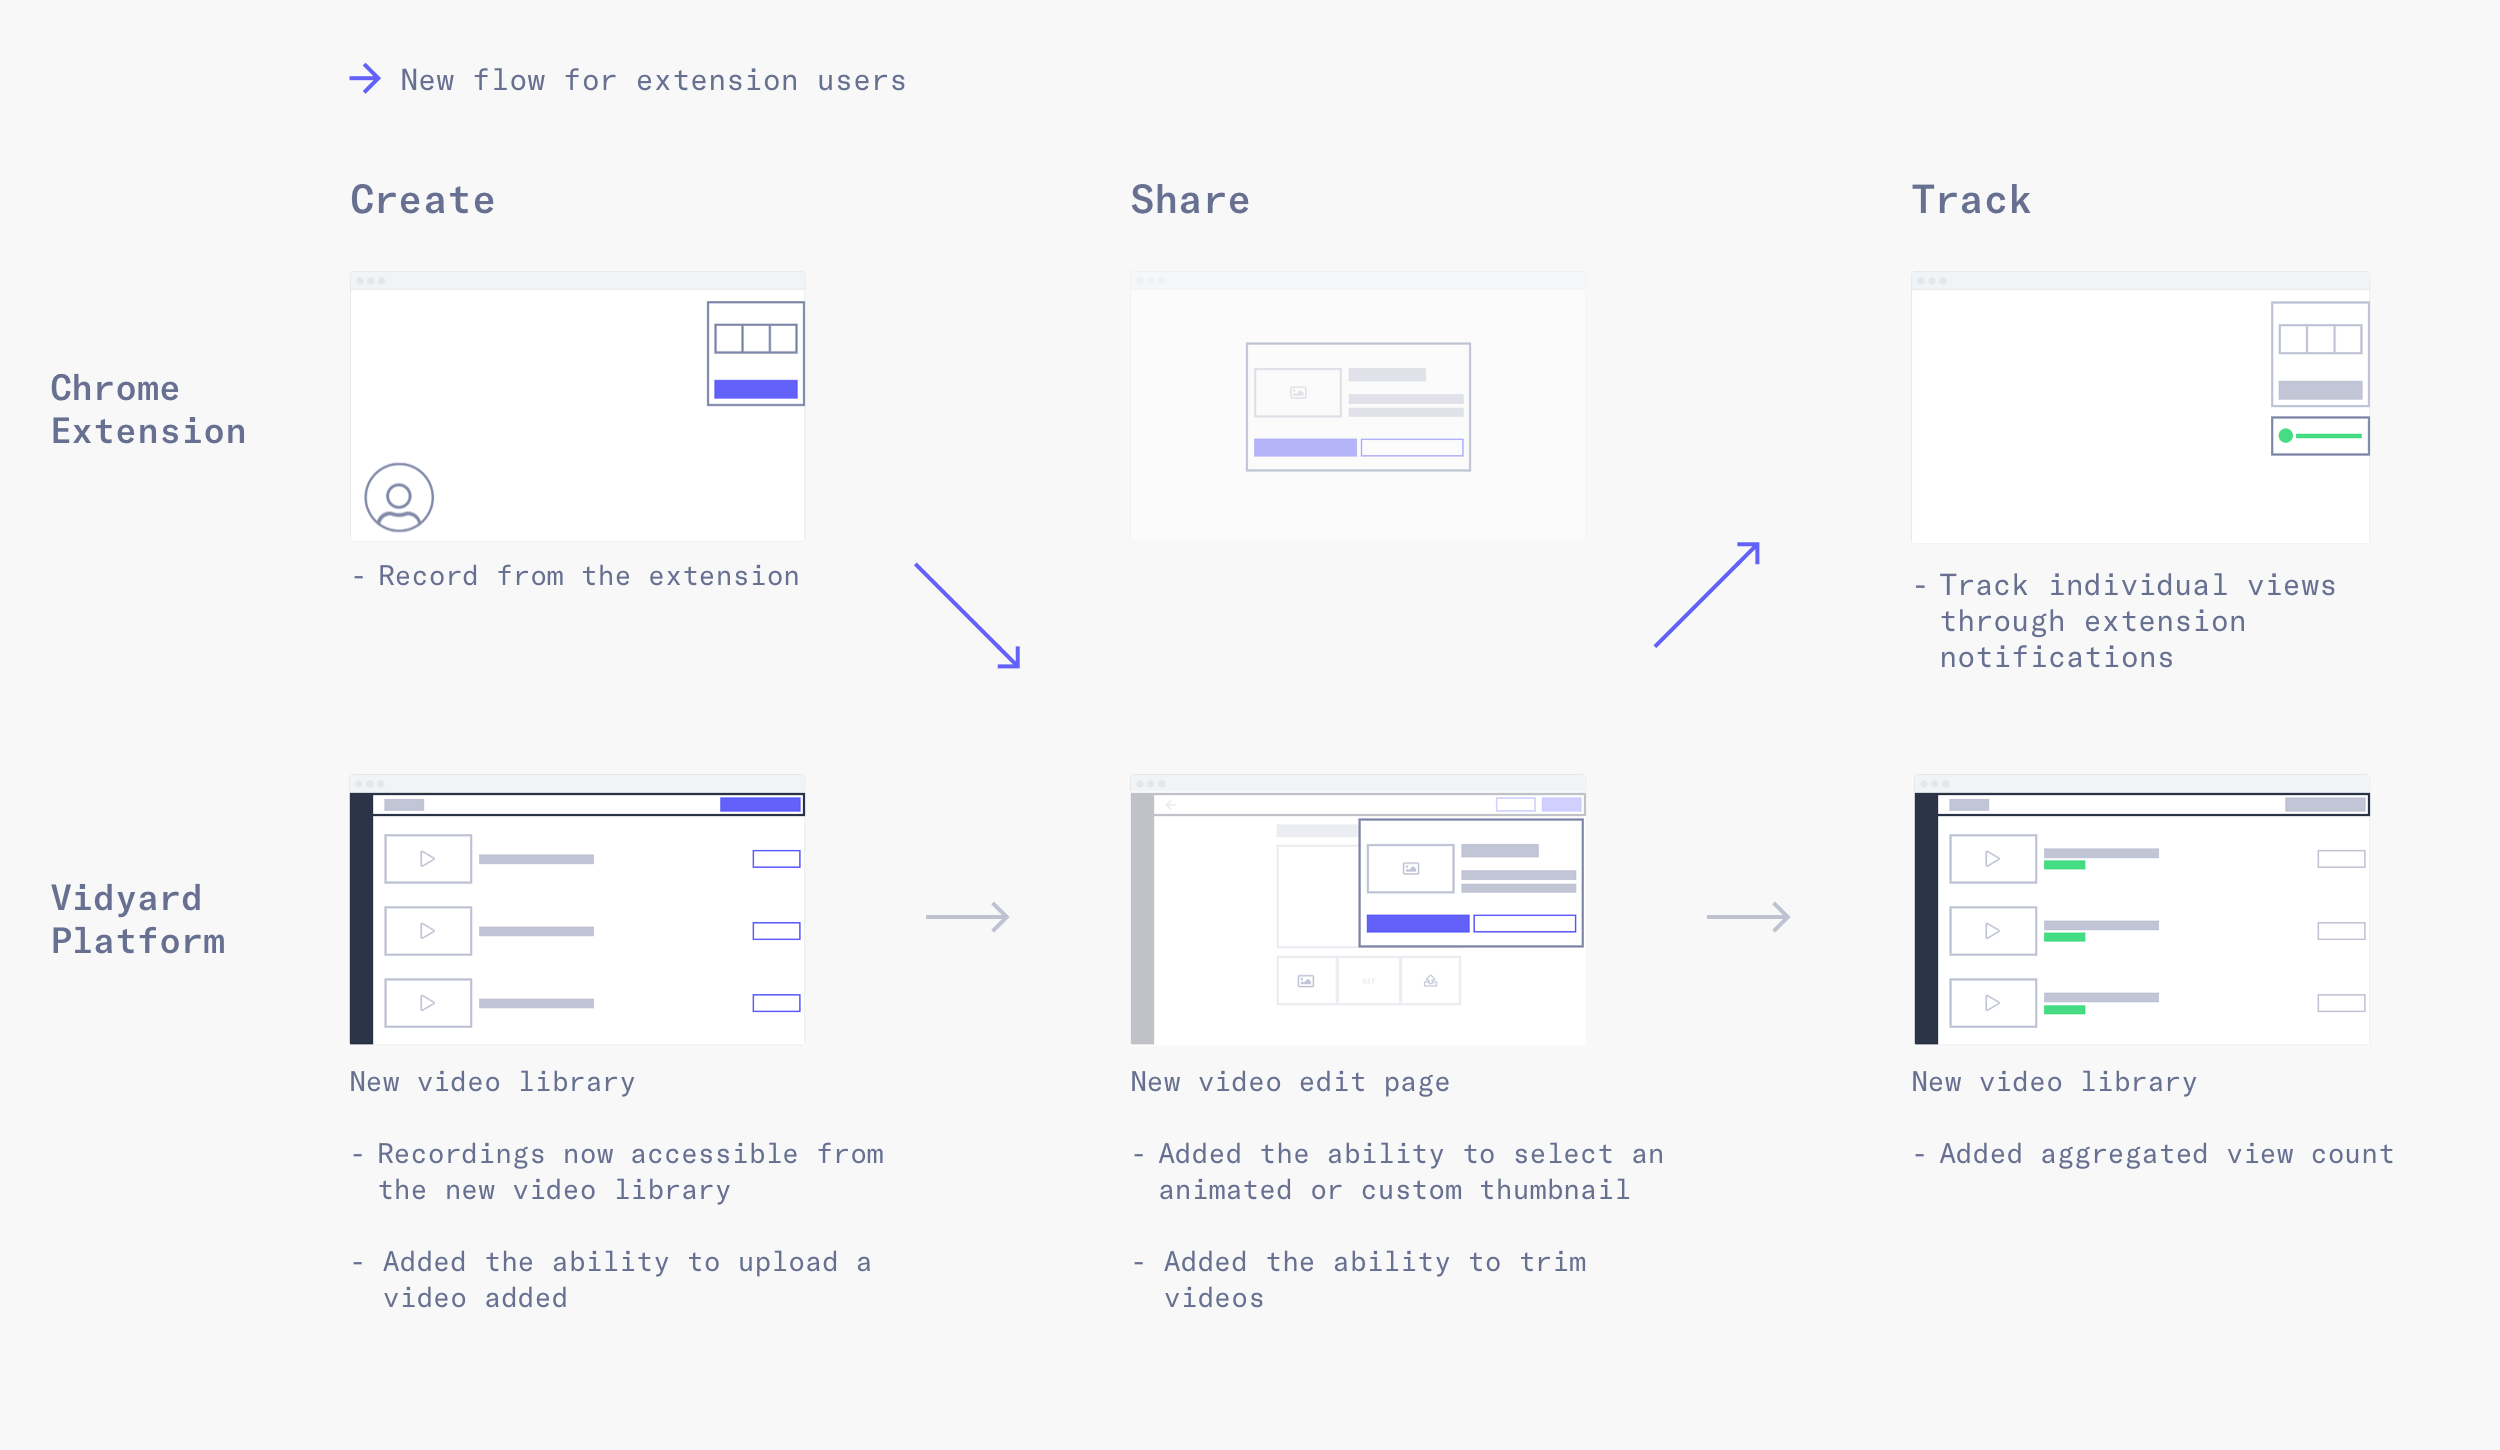 New flow for extension users
Create
Share
Track
Chrome
Extension
- Record from the extension
- Track individual views
through extension
notifications
Vidyard
Platform
GIF
New video library
- Recordings now accessible from
the new video library
- Added the ability to upload a
video added
New video edit page
- Added the ability to select an
animated or custom thumbnail
- Added the ability to trim
videos
New video library
- Added aggregated view count